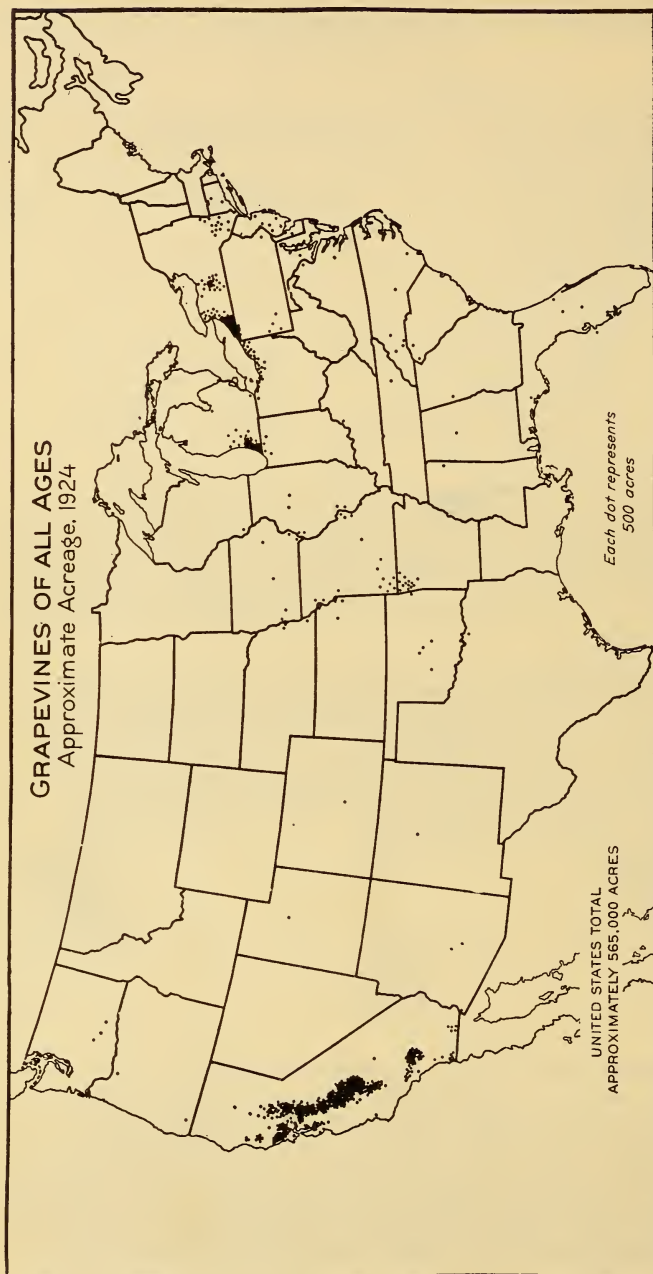 GRAPEVINES OF ALL AGES
Approximate Acreage, 1924
Each dot represents
500 acres
UNITED STATES TOTAL
APPROXIMATELY 565,000 ACRES